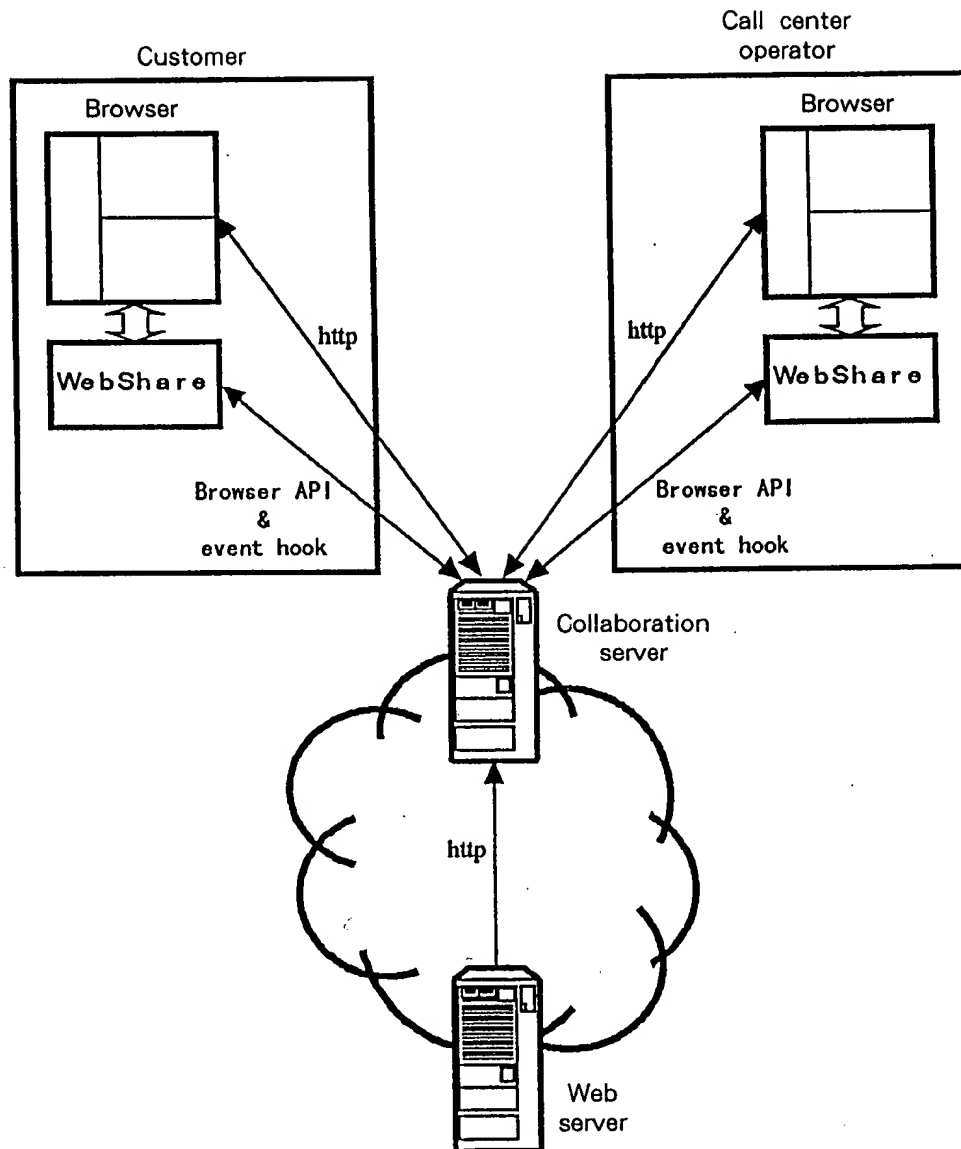 Customer
Call center
operator
Browser
Browser
http
http
WebShare
WebShare
Browser API
&
event hook
Browser API
&
event hook
Collaboration
server
http
Web
server